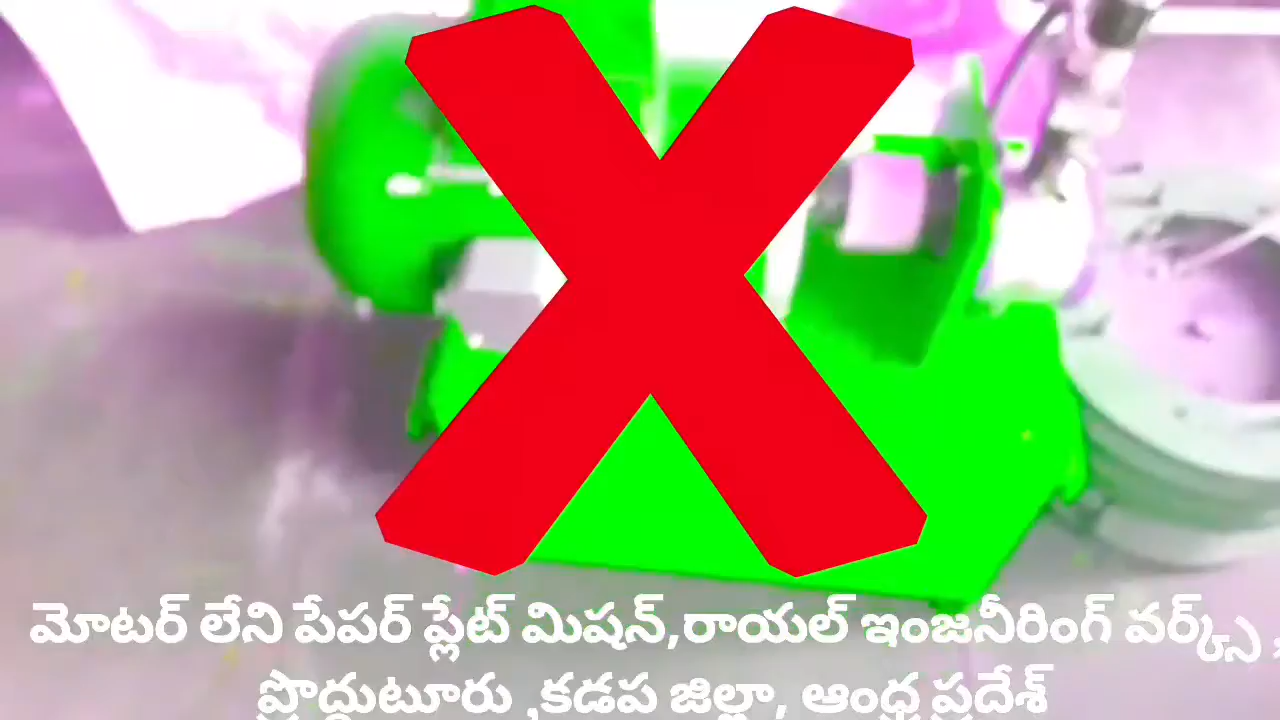 మోటర్ లేని పేపర్ ప్లేట్ మిషన్,రాయల్ ఇంజనీరింగ్ వర్క్స్
ప్రొద్దుటూరు ,కడప జిల్లా, ఆంధ్ర ప్రదేశ్